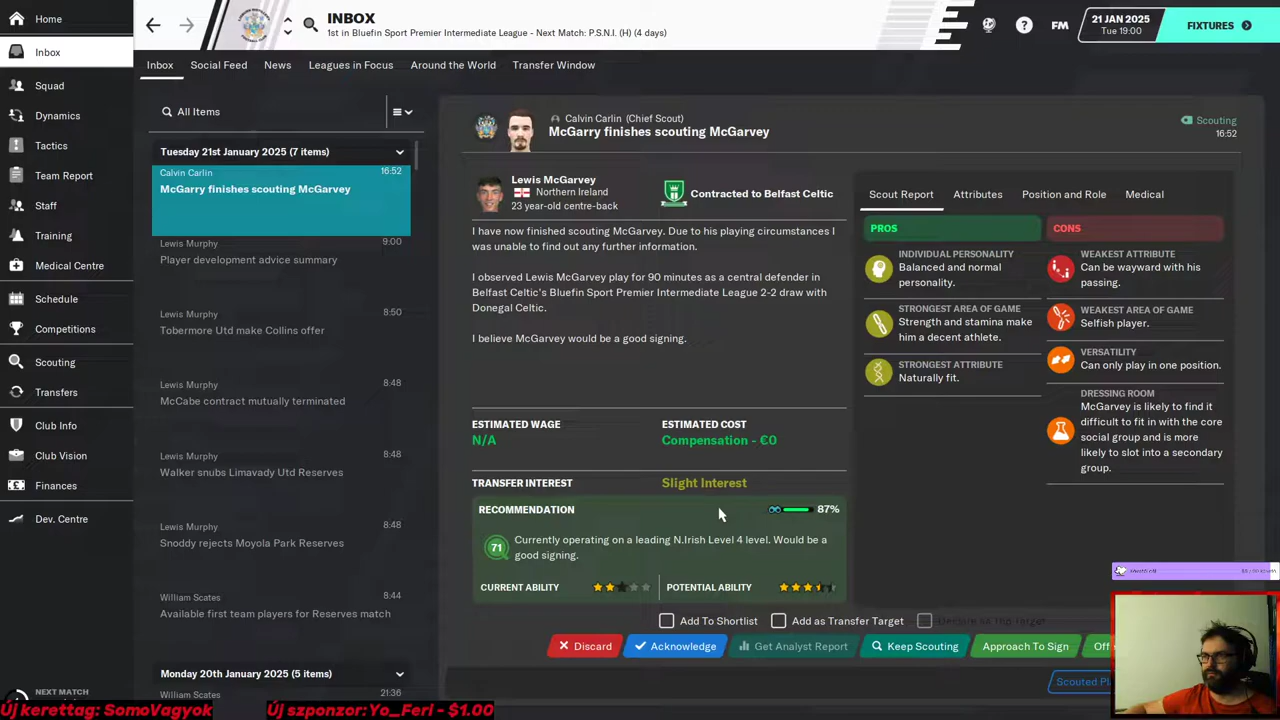 Home
Inbox
Squad
Dynamics
Tactics
Team Report
Staff
Training
Medical Centre
Schedule
Competitions
Scouting
Transfers
Club Info
Club Vision
Finances
Dev. Centre
NEXT MATCH
INBOX
1st in Bluefin Sport Premier Intermediate League - Next Match: P.S.N.I. (H) (4 days)
FM
21 JAN 2025
Tue 19:00
FIXTURES
Inbox
Social Feed
News
Leagues in Focus
Around the World
Transfer Window
All Items
Tuesday 21st January 2025 (7 items)
Calvin Carlin
16:52
McGarry finishes scouting McGarvey
Lewis Murphy
9:00
Player development advice summary
Lewis Murphy
8:50
Tobermore Utd make Collins offer
Lewis Murphy
8:48
McCabe contract mutually terminated
Lewis Murphy
8:48
Walker snubs Limavady Utd Reserves
Lewis Murphy
8:48
Snoddy rejects Moyola Park Reserves
William Scates
8:44
Available first team players for Reserves match
Monday 20th January 2025 (5 items)
William Scates
21:36
Calvin Carlin (Chief Scout)
McGarry finishes scouting McGarvey
Scouting
16:52
Lewis McGarvey
Northern Ireland
23 year-old centre-back
Contracted to Belfast Celtic
I have now finished scouting McGarvey. Due to his playing circumstances I
was unable to find out any further information.
I observed Lewis McGarvey play for 90 minutes as a central defender in
Belfast Celtic's Bluefin Sport Premier Intermediate League 2-2 draw with
Donegal Celtic.
I believe McGarvey would be a good signing.
ESTIMATED WAGE
N/A
ESTIMATED COST
Compensation - €0
TRANSFER INTEREST
Slight Interest
RECOMMENDATION
87%
71
Currently operating on a leading N.Irish Level 4 level. Would be a
good signing.
CURRENT ABILITY
POTENTIAL ABILITY
Scout Report
Attributes
Position and Role
Medical
PROS
INDIVIDUAL PERSONALITY
Balanced and normal
personality.
STRONGEST AREA OF GAME
Strength and stamina make
him a decent athlete.
STRONGEST ATTRIBUTE
Naturally fit.
CONS
WEAKEST ATTRIBUTE
Can be wayward with his
passing.
WEAKEST AREA OF GAME
Selfish player.
VERSATILITY
Can only play in one position.
DRESSING ROOM
McGarvey is likely to find it
difficult to fit in with the core
social group and is more
likely to slot into a secondary
group.
Add To Shortlist
Add as Transfer Target
Discard
Acknowledge
Get Analyst Report
Keep Scouting
Approach To Sign
Off
Scouted Pl
Új kerettag: SomoVagyok
Új szponzor: Yo_Feri - $1.00